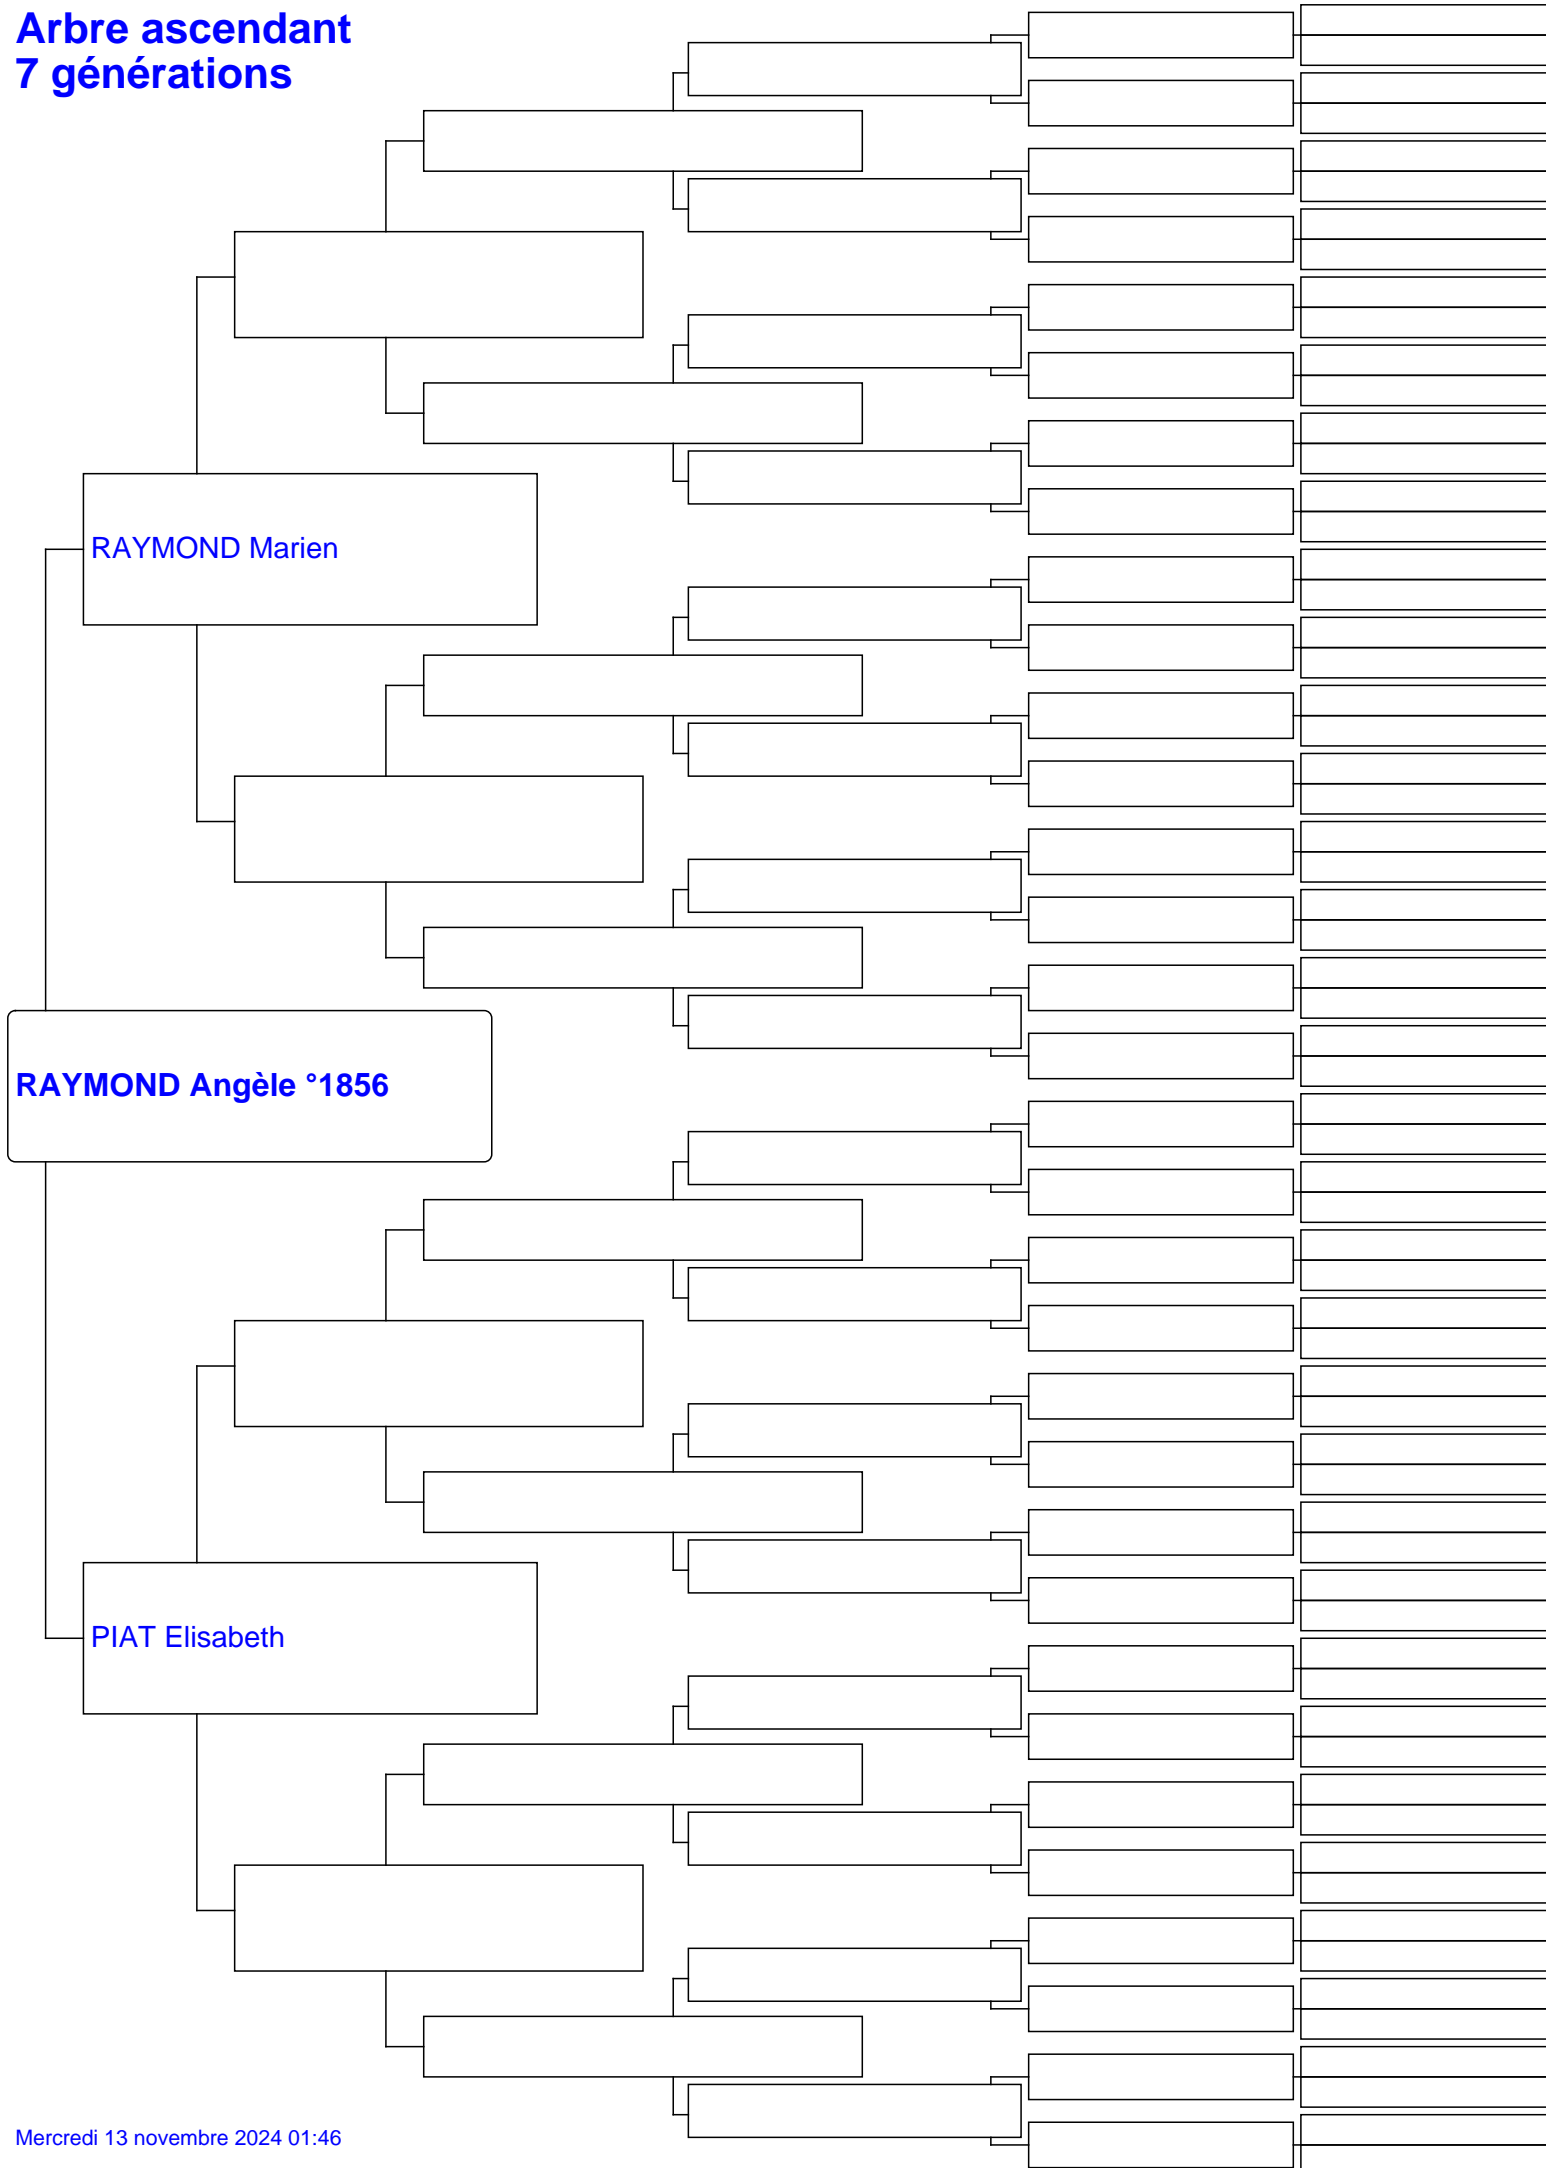 Arbre ascendant
7 générations
RAYMOND Marien
RAYMOND Angèle °1856
PIAT Elisabeth
Mercredi 13 novembre 2024 01:46